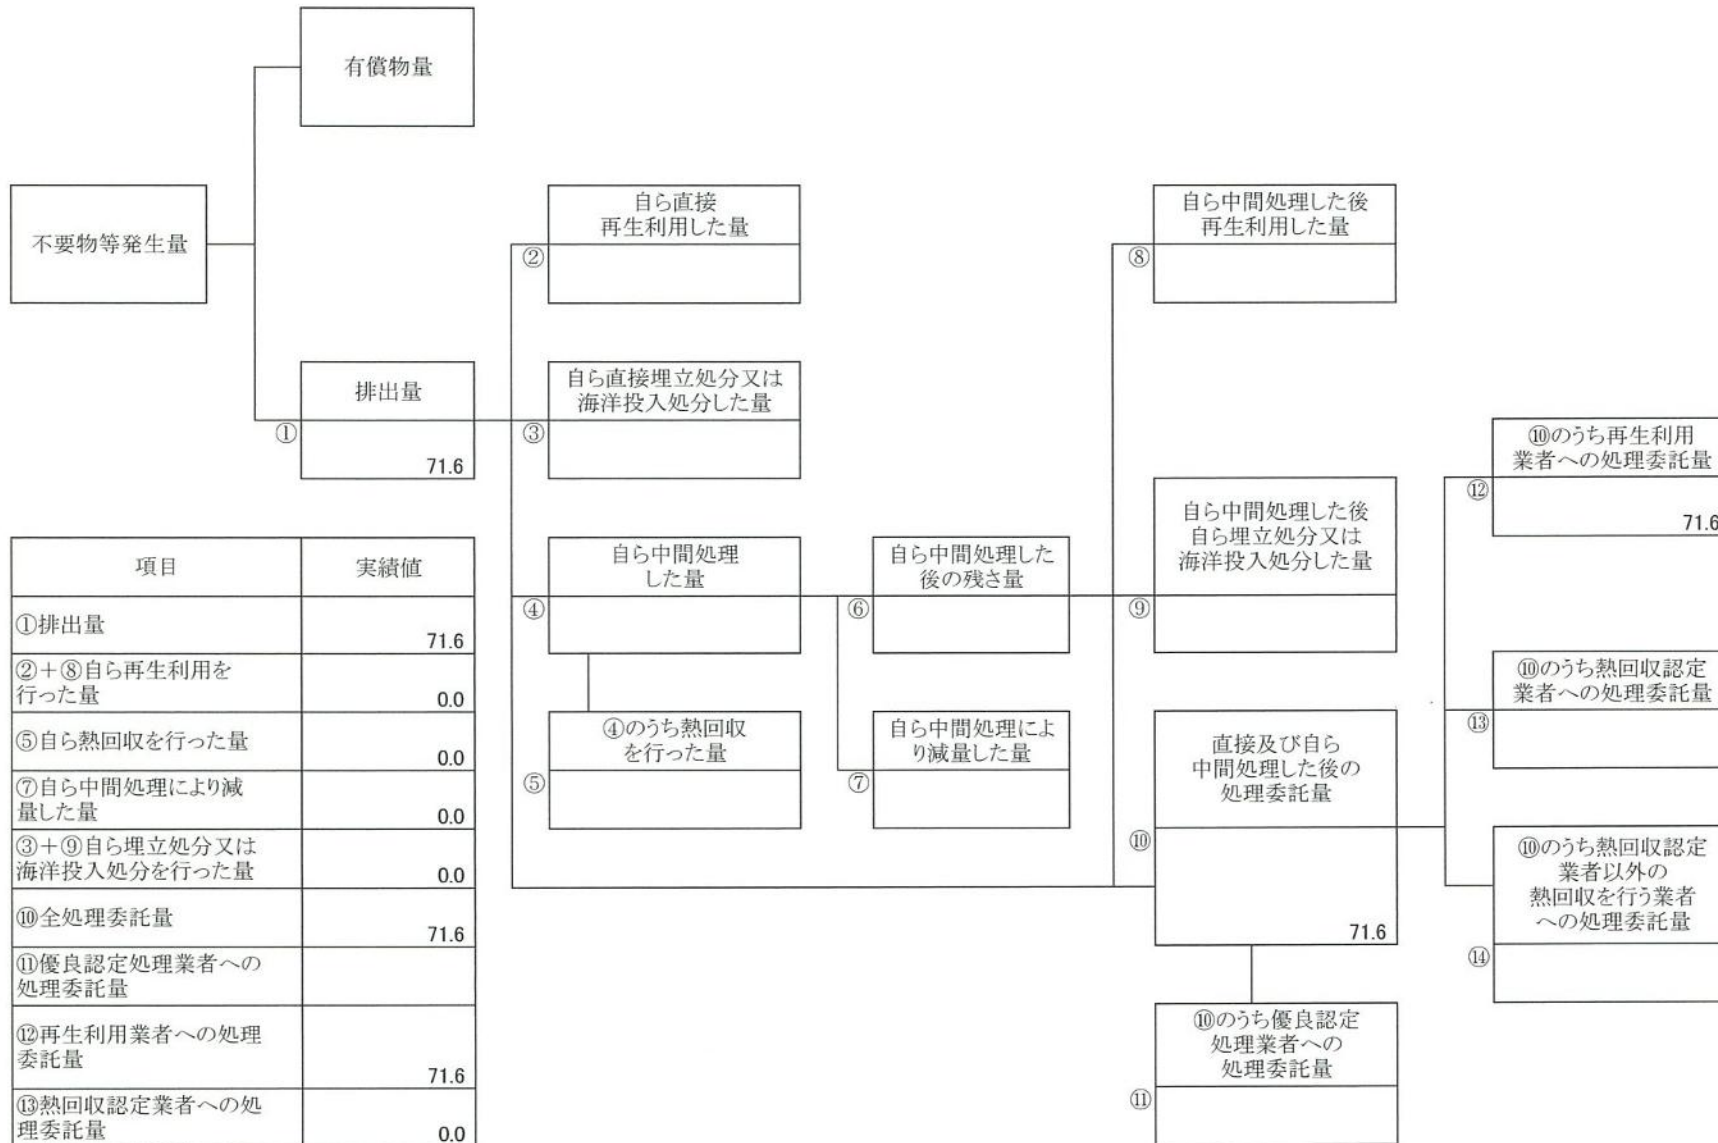 有償物量
不要物等発生量
自ら直接
再生利用した量
②
自ら中間処理した後
再生利用した量
⑧
排出量
①
71.6
自ら直接埋立処分又は
海洋投入処分した量
③
⑩のうち再生利用
業者への処理委託量
⑫
71.6
自ら中間処理した後
自ら埋立処分又は
海洋投入処分した量
⑨
自ら中間処理
した量
④
自ら中間処理した
後の残さ量
⑥
④のうち熱回収
を行った量
⑤
自ら中間処理によ
り減量した量
⑦
⑩のうち熱回収認定
業者への処理委託量
⑬
直接及び自ら
中間処理した後の
処理委託量
⑩
71.6
⑩のうち熱回収認定
業者以外の
熱回収を行う業者
への処理委託量
⑭
⑩のうち優良認定
処理業者への
処理委託量
⑪
項目 実績値
①排出量
71.6
②+⑧自ら再生利用を
行った量
0.0
⑤自ら熱回収を行った量
0.0
⑦自ら中間処理により減
量した量
0.0
③+⑨自ら埋立処分又は
海洋投入処分を行った量
0.0
⑩全処理委託量
71.6
⑪優良認定処理業者への
処理委託量
⑫再生利用業者への処理
委託量
71.6
⑬熱回収認定業者への処
理委託量
0.0